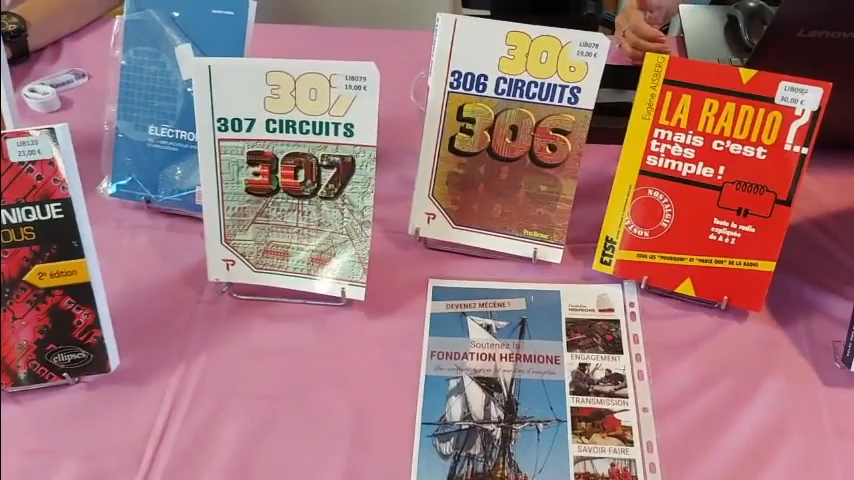 LIB120
23,00 €
NIQUE
OUS
2e édition
ellipses
ÉLECTRO
LIB079
19,00 €
307
307 CIRCUITS
307
LIB078
19,00 €
306
306 CIRCUITS
306
Eugène AISBERG
LA RADIO ?
mais c'est
très
simple !
30,00 €
NOSTALGIE
Toute la radio
expliquée
de A à Z
ETSF
TOUS LES "POURQUOI" ET "PARCE QUE" DE LA RADIO
DEVENEZ MÉCÈNE !
Soutenez la
FONDATION HERMIONE
Fondation
HERMIONE
ENGAGEMENT
TRANSMISSION
SAVOIR-FAIRE
Lenovo